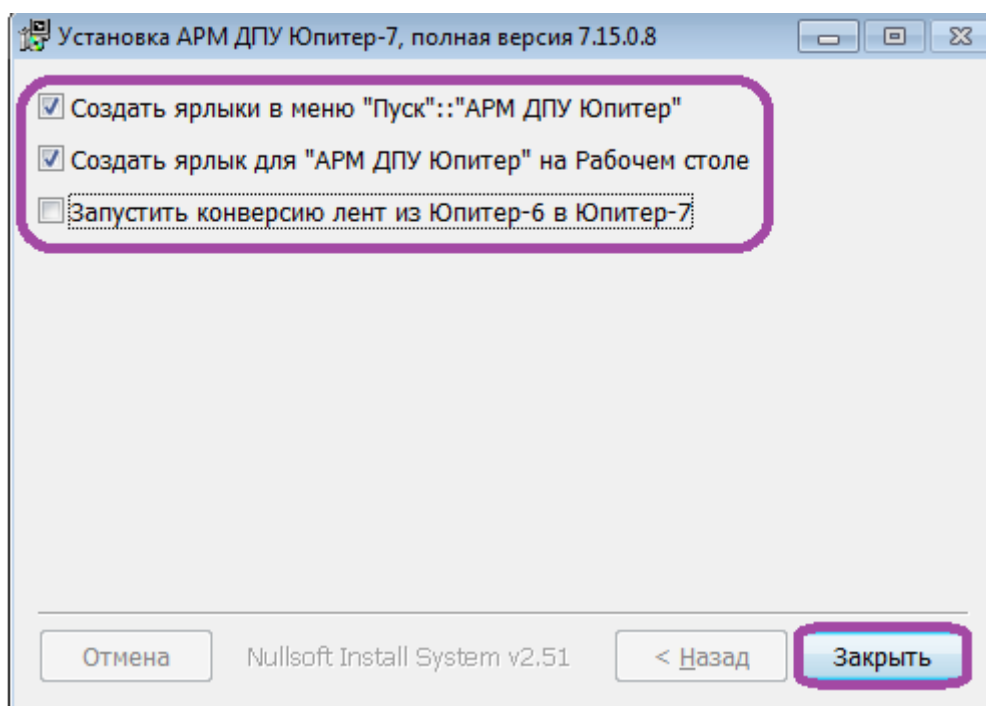 Установка АРМ ДПУ Юпитер-7, полная версия 7.15.0.8
Создать ярлыки в меню "Пуск"::"АРМ ДПУ Юпитер"
Создать ярлык для "АРМ ДПУ Юпитер" на Рабочем столе
Запустить конверсию лент из Юпитер-6 в Юпитер-7
Отмена Nullsoft Install System v2.51 < Назад Закрыть